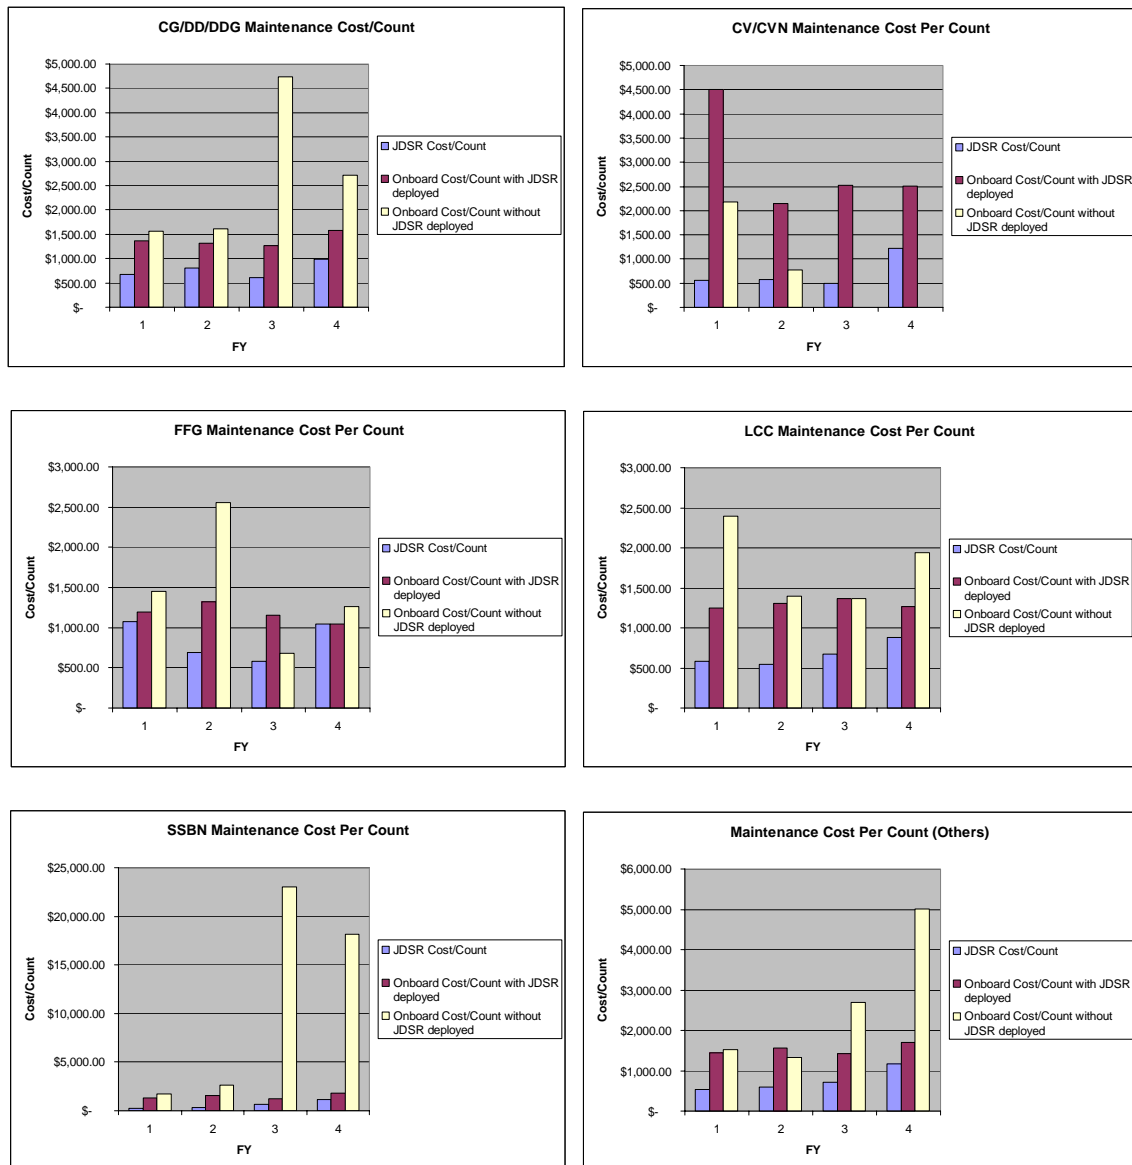 CG/DD/DDG Maintenance Cost/Count
$5,000.00
$4,500.00
$4,000.00
$3,500.00
$3,000.00
$2,500.00
$2,000.00
$1,500.00
$1,000.00
$500.00
$-
Cost/Count
1 2 3 4
FY
JDSR Cost/Count
Onboard Cost/Count with JDSR
deployed
Onboard Cost/Count without
JDSR deployed
CV/CVN Maintenance Cost Per Count
$5,000.00
$4,500.00
$4,000.00
$3,500.00
$3,000.00
$2,500.00
$2,000.00
$1,500.00
$1,000.00
$500.00
$-
Cost/count
1 2 3 4
FY
JDSR Cost/Count
Onboard Cost/Count with JDSR
deployed
Onboard Cost/Count without
JDSR deployed
FFG Maintenance Cost Per Count
$3,000.00
$2,500.00
$2,000.00
$1,500.00
$1,000.00
$500.00
$-
Cost/Count
1 2 3 4
FY
JDSR Cost/Count
Onboard Cost/Count with JDSR
deployed
Onboard Cost/Count without
JDSR deployed
LCC Maintenance Cost Per Count
$3,000.00
$2,500.00
$2,000.00
$1,500.00
$1,000.00
$500.00
$-
Cost/Count
1 2 3 4
FY
JDSR Cost/Count
Onboard Cost/Count with JDSR
deployed
Onboard Cost/Count without
JDSR deployed
SSBN Maintenance Cost Per Count
$25,000.00
$20,000.00
$15,000.00
$10,000.00
$5,000.00
$-
Cost/Count
1 2 3 4
FY
JDSR Cost/Count
Onboard Cost/Count with JDSR
deployed
Onboard Cost/Count without
JDSR deployed
Maintenance Cost Per Count (Others)
$6,000.00
$5,000.00
$4,000.00
$3,000.00
$2,000.00
$1,000.00
$-
Cost/Count
1 2 3 4
FY
JDSR Cost/Count
Onboard Cost/Count with JDSR
deployed
Onboard Cost/Count without
JDSR deployed